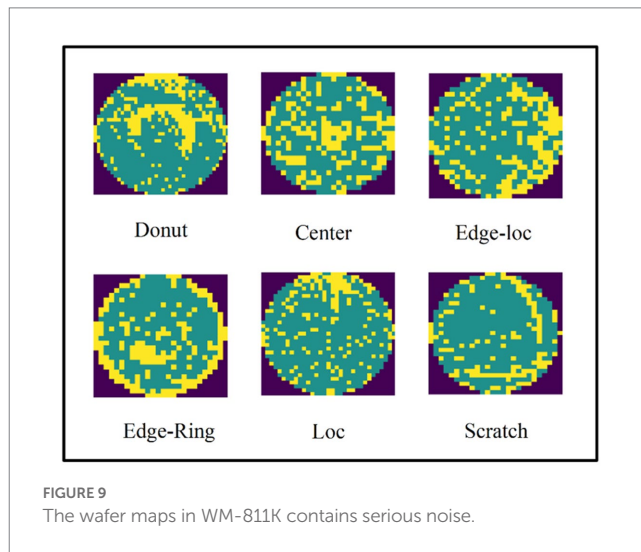 Donut Center Edge-loc
Edge-Ring Loc Scratch
FIGURE 9
The wafer maps in WM-811K contains serious noise.